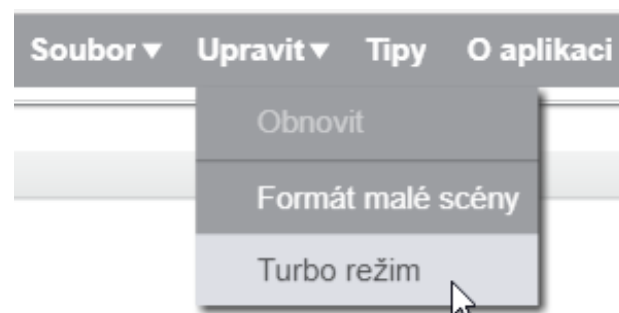 Soubor▼ Upravit▼ Tipy O aplikaci
Obnovit
Formát malé scény
Turbo režim